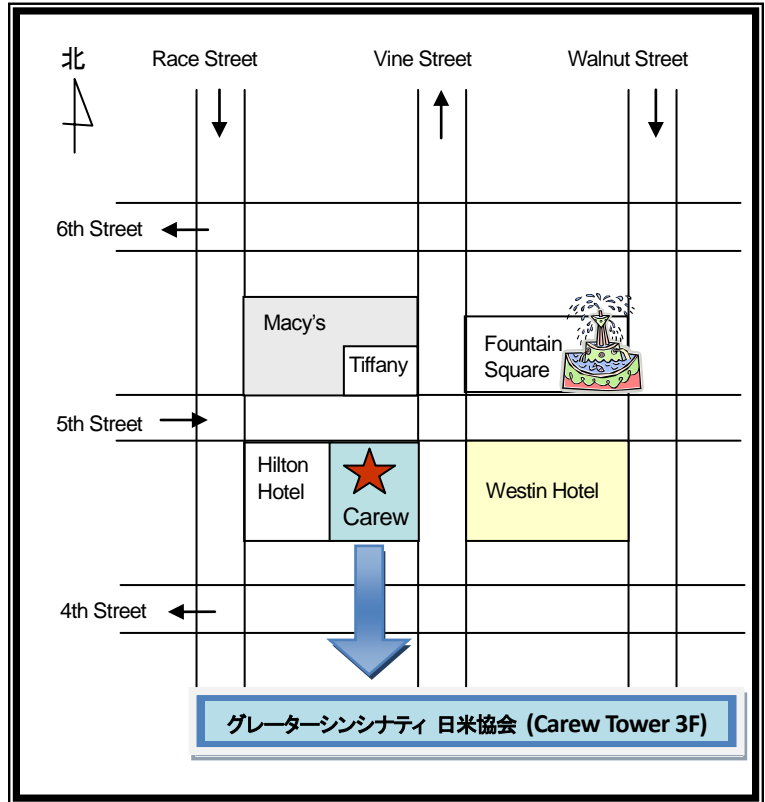 北
Race Street
Vine Street
Walnut Street
6th Street
Macy's
Tiffany
Fountain
Square
5th Street
Hilton
Hotel
Carew
Westin Hotel
4th Street
グレーターシンシナティ 日米協会 (Carew Tower 3F)